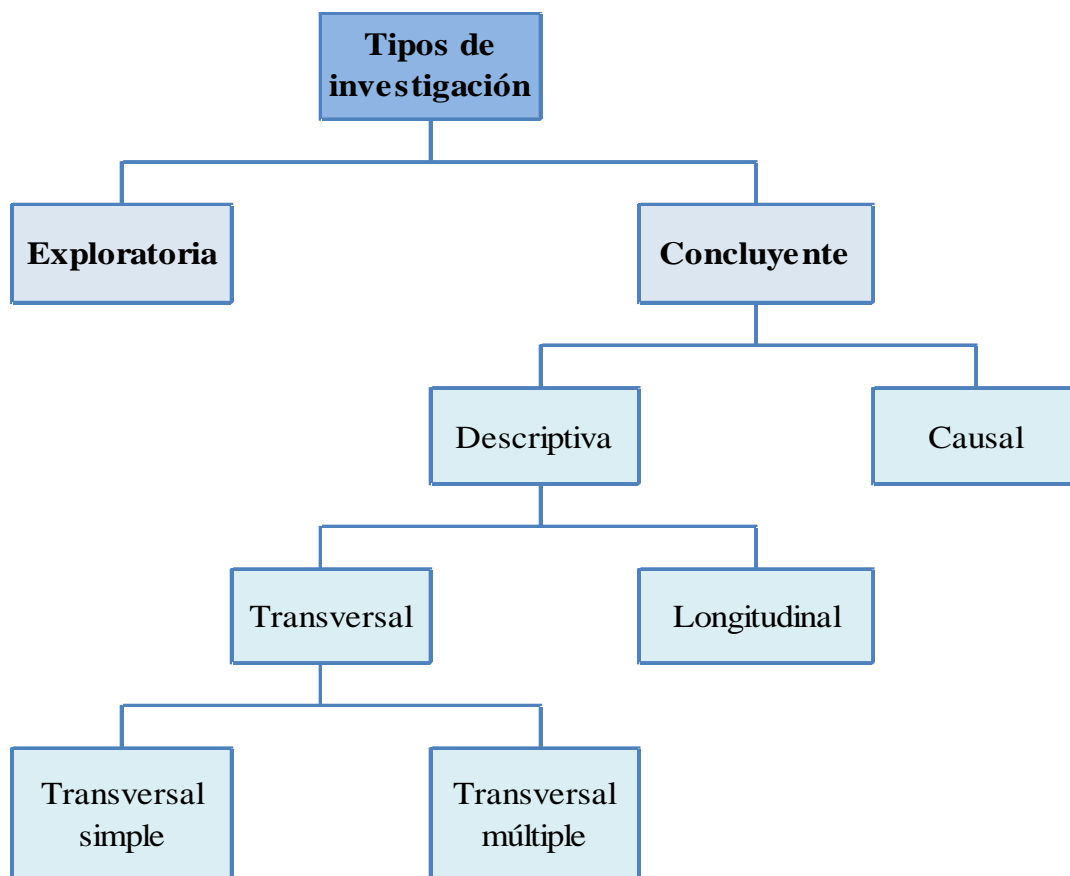 Tipos de
investigación
Exploratoria
Concluyente
Descriptiva
Causal
Transversal
Longitudinal
Transversal
simple
Transversal
múltiple